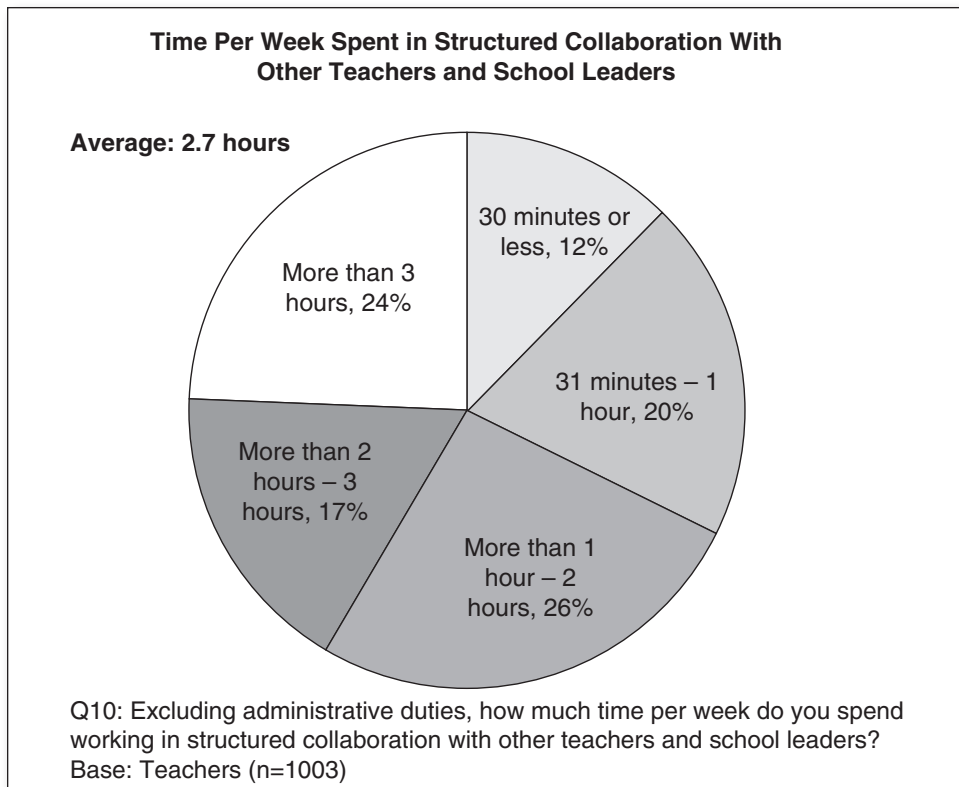 Time Per Week Spent in Structured Collaboration With
Other Teachers and School Leaders
Average: 2.7 hours
30 minutes or
less, 12%
More than 3
hours, 24%
31 minutes – 1
hour, 20%
More than 2
hours – 3
hours, 17%
More than 1
hour – 2
hours, 26%
Q10: Excluding administrative duties, how much time per week do you spend
working in structured collaboration with other teachers and school leaders?
Base: Teachers (n=1003)